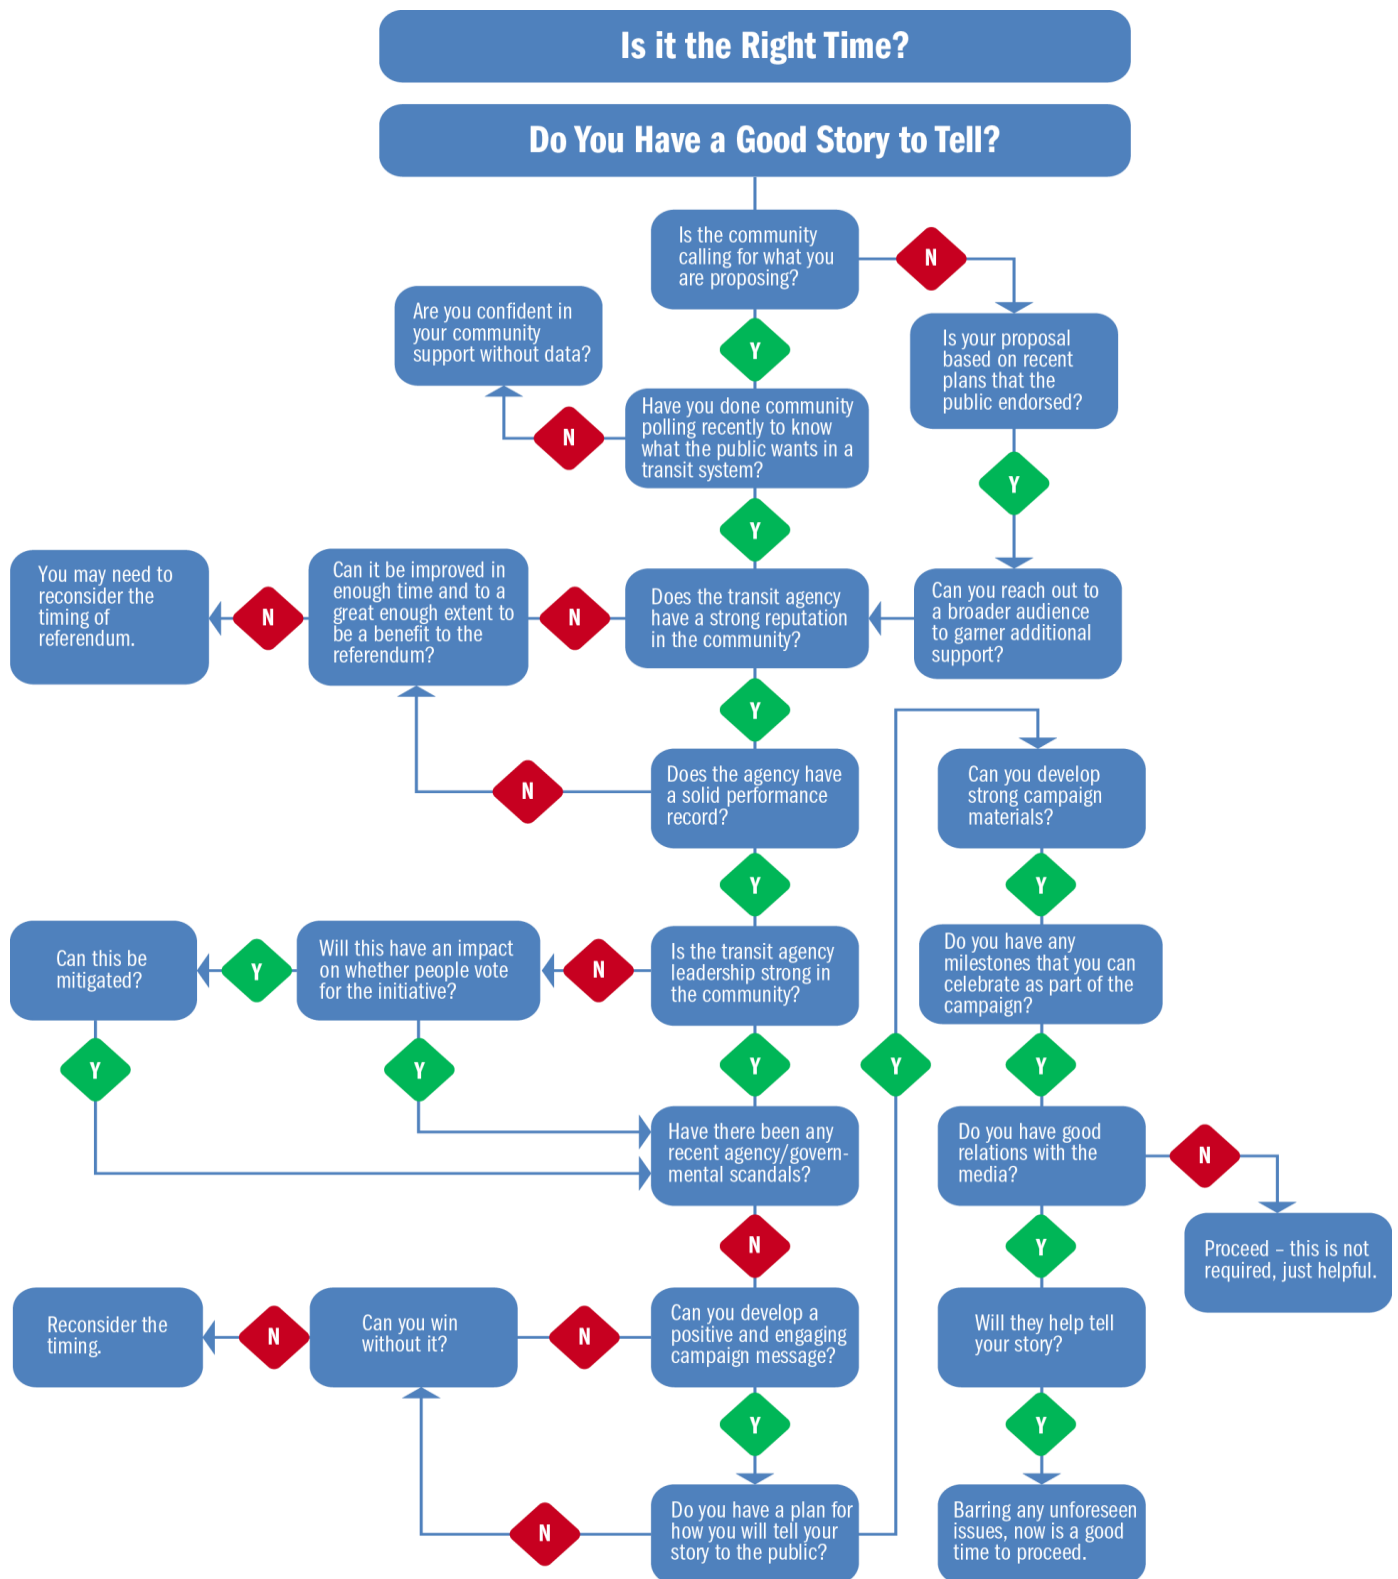 Is it the Right Time?
Do You Have a Good Story to Tell?
Is the community
calling for what you
are proposing?
N
Is your proposal
based on recent
plans that the
public endorsed?
Y
Are you confident in
your community
support without data?
N
Have you done community
polling recently to know
what the public wants in a
transit system?
Y
Y
You may need to
reconsider the
timing of
referendum.
N
Can it be improved in
enough time and to a
great enough extent to
be a benefit to the
referendum?
N
Does the transit agency
have a strong reputation
in the community?
Can you reach out to
a broader audience
to garner additional
support?
Y
N
Does the agency have
a solid performance
record?
Can you develop
strong campaign
materials?
Y
Y
Can this be
mitigated?
Y
Will this have an impact
on whether people vote
for the initiative?
N
Is the transit agency
leadership strong in
the community?
Do you have any
milestones that you can
celebrate as part of the
campaign?
Y
Y
Y
Y
Y
Have there been any
recent agency/govern-
mental scandals?
Do you have good
relations with the
media?
N
N
Y
Proceed – this is not
required, just helpful.
Reconsider the
timing.
N
Can you win
without it?
N
Can you develop a
positive and engaging
campaign message?
Will they help tell
your story?
Y
Y
N
Do you have a plan for
how you will tell your
story to the public?
Barring any unforeseen
issues, now is a good
time to proceed.